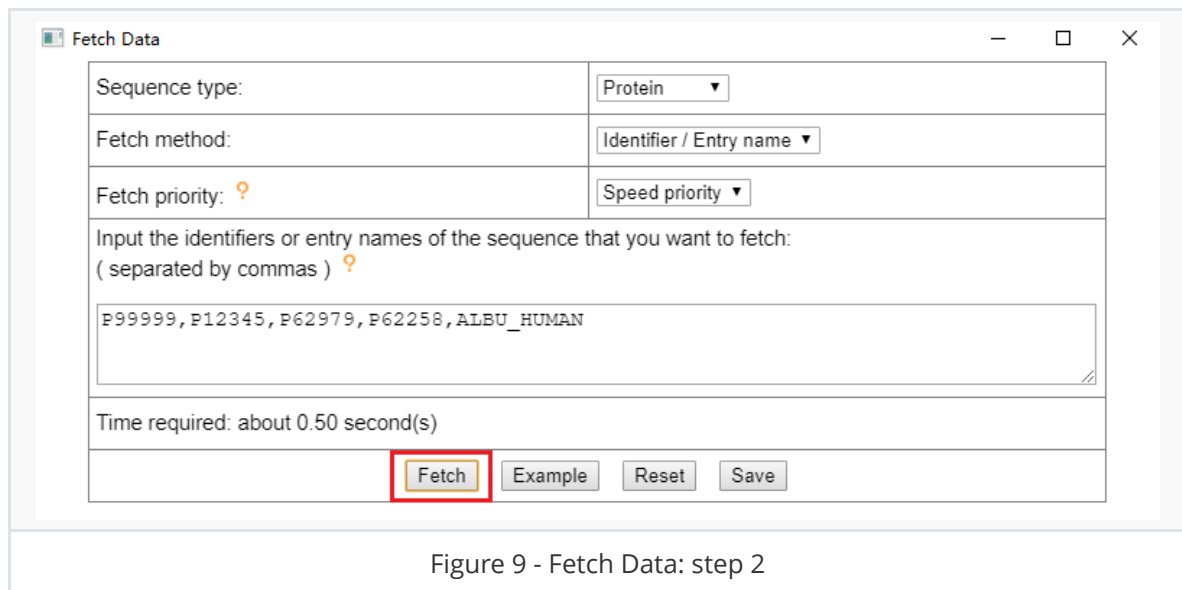 Fetch Data
Sequence type: Protein
Fetch method: Identifier / Entry name
Fetch priority: ? Speed priority
Input the identifiers or entry names of the sequence that you want to fetch:
( separated by commas ) ?
P99999,P12345,P62979,P62258,ALBU_HUMAN
Time required: about 0.50 second(s)
Fetch Example Reset Save
Figure 9 - Fetch Data: step 2